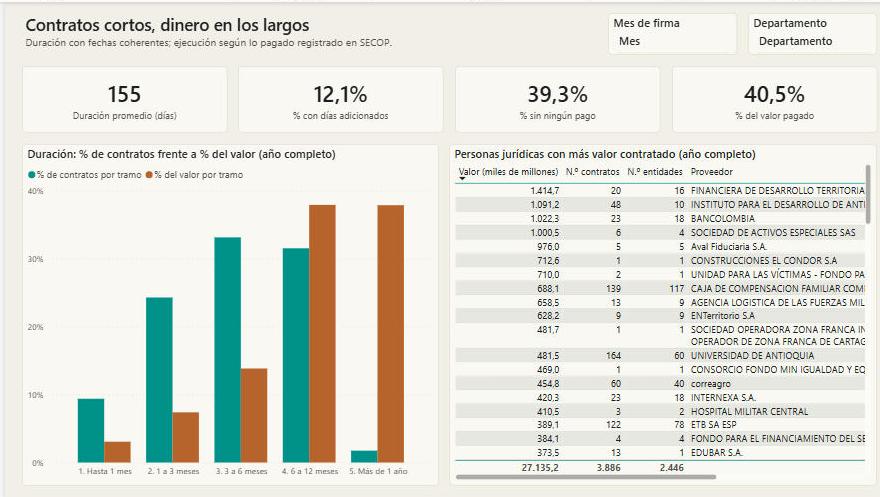 Contratos cortos, dinero en los largos
Duración con fechas coherentes; ejecución según lo pagado registrado en SECOP.
Mes de firma
Mes
Departamento
Departamento
155
Duración promedio (días)
12,1%
% con días adicionados
39,3%
% sin ningún pago
40,5%
% del valor pagado
Duración: % de contratos frente a % del valor (año completo)
% de contratos por tramo % del valor por tramo
40%
30%
20%
10%
0%
1. Hasta 1 mes 2. 1 a 3 meses 3. 3 a 6 meses 4. 6 a 12 meses 5. Más de 1 año
Personas jurídicas con más valor contratado (año completo)
Valor (miles de millones) N.º contratos N.º entidades Proveedor
1.414,7 20 16 FINANCIERA DE DESARROLLO TERRITORIA
1.091,2 48 10 INSTITUTO PARA EL DESARROLLO DE ANTI
1.022,3 23 18 BANCOLOMBIA
1.000,5 6 4 SOCIEDAD DE ACTIVOS ESPECIALES SAS
976,0 5 5 Aval Fiduciaria S.A.
712,6 1 1 CONSTRUCCIONES EL CONDOR S.A
710,0 2 1 UNIDAD PARA LAS VÍCTIMAS - FONDO PA
688,1 139 117 CAJA DE COMPENSACION FAMILIAR COM
658,5 13 9 AGENCIA LOGISTICA DE LAS FUERZAS MIL
628,2 9 9 ENTerritorio S.A
481,7 1 1 SOCIEDAD OPERADORA ZONA FRANCA IN
OPERADOR DE ZONA FRANCA DE CARTAG
481,5 164 60 UNIVERSIDAD DE ANTIOQUIA
469,0 1 1 CONSORCIO FONDO MIN IGUALDAD Y EQ
454,8 60 40 correagro
420,3 23 18 INTERNEXA S.A.
410,5 3 2 HOSPITAL MILITAR CENTRAL
389,1 122 78 ETB SA ESP
384,1 4 4 FONDO PARA EL FINANCIAMIENTO DEL SE
373,5 13 1 EDUBAR S.A.
27.135,2 3.886 2.446